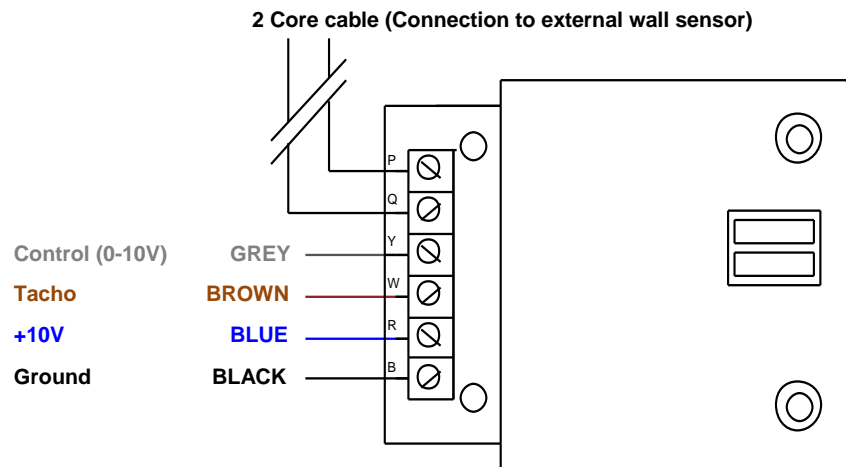 2 Core cable (Connection to external wall sensor)
P
Q
Control (0-10V) GREY Y
Tacho BROWN W
+10V BLUE R
Ground BLACK B